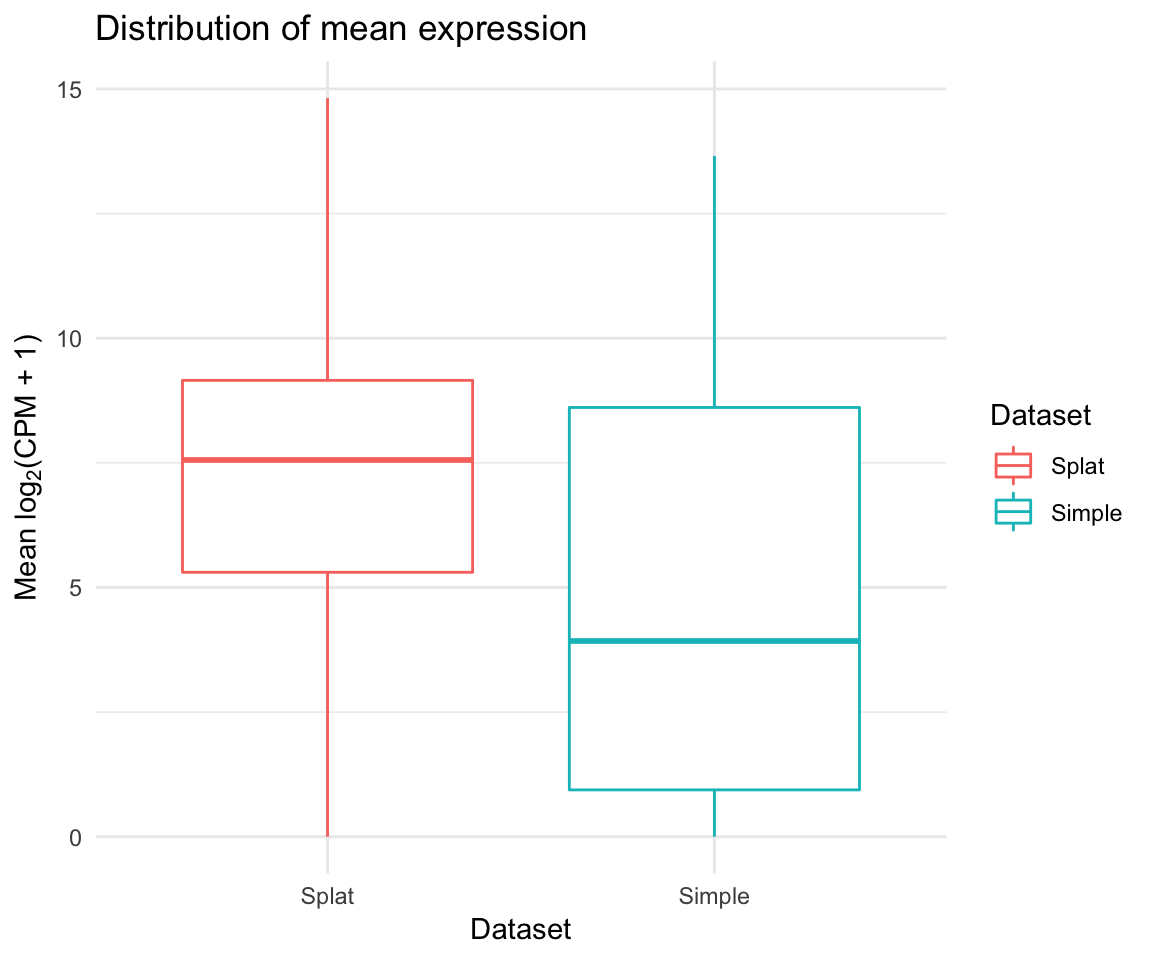 Distribution of mean expression
15
10
5
0
Mean log₂(CPM + 1)
Splat
Simple
Dataset
Dataset
Splat
Simple